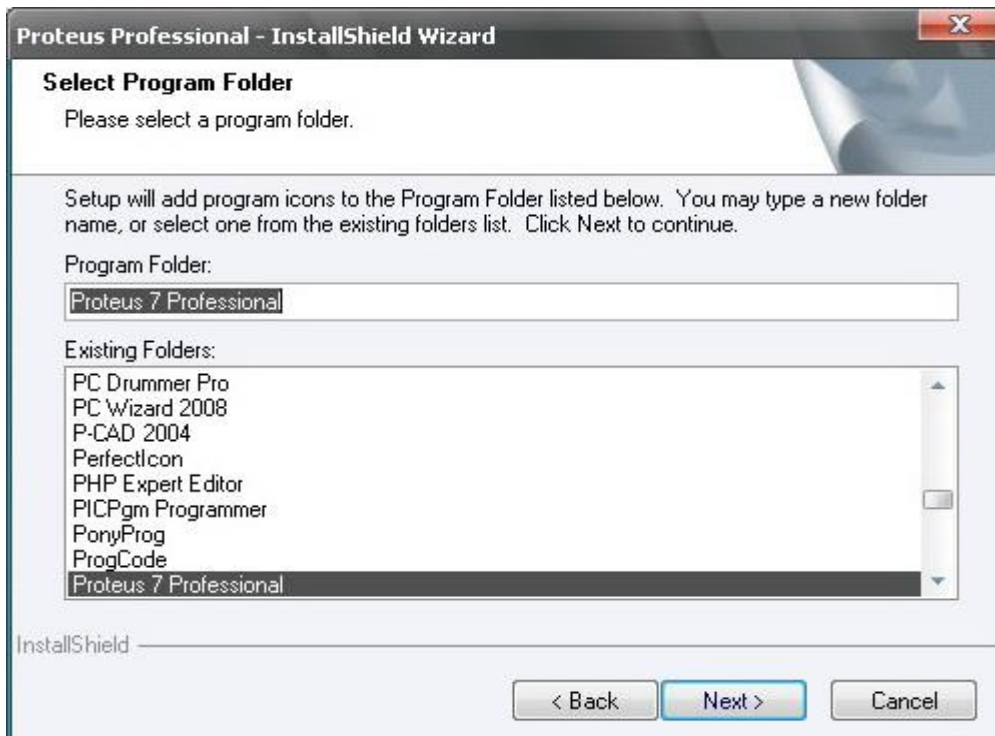 Proteus Professional - InstallShield Wizard
X
Select Program Folder
Please select a program folder.
Setup will add program icons to the Program Folder listed below. You may type a new folder
name, or select one from the existing folders list. Click Next to continue.
Program Folder:
Proteus 7 Professional
Existing Folders:
PC Drummer Pro
PC Wizard 2008
P-CAD 2004
PerfectIcon
PHP Expert Editor
PICPgm Programmer
PonyProg
ProgCode
Proteus 7 Professional
InstallShield
< Back Next > Cancel